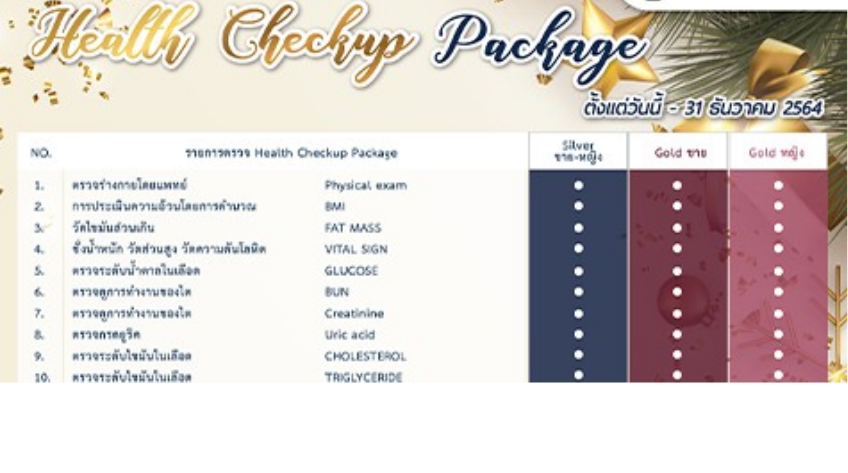 Health Checkup Package
ตั้งแต่วันนี้ - 31 ธันวาคม 2564
NO. รายการตรวจ Health Checkup Package Silver ชาย-หญิง Gold ชาย Gold หญิง
1. ตรวจร่างกายโดยแพทย์ Physical exam
2. การประเมินความอ้วนโดยการคำนวณ BMI
3. วัดไขมันส่วนเกิน FAT MASS
4. ชั่งน้ำหนัก วัดส่วนสูง วัดความดันโลหิต VITAL SIGN
5. ตรวจระดับน้ำตาลในเลือด GLUCOSE
6. ตรวจดูการทำงานของไต BUN
7. ตรวจดูการทำงานของไต Creatinine
8. ตรวจกรดยูริค Uric acid
9. ตรวจระดับไขมันในเลือด CHOLESTEROL
10. ตรวจระดับไขมันในเลือด TRIGLYCERIDE